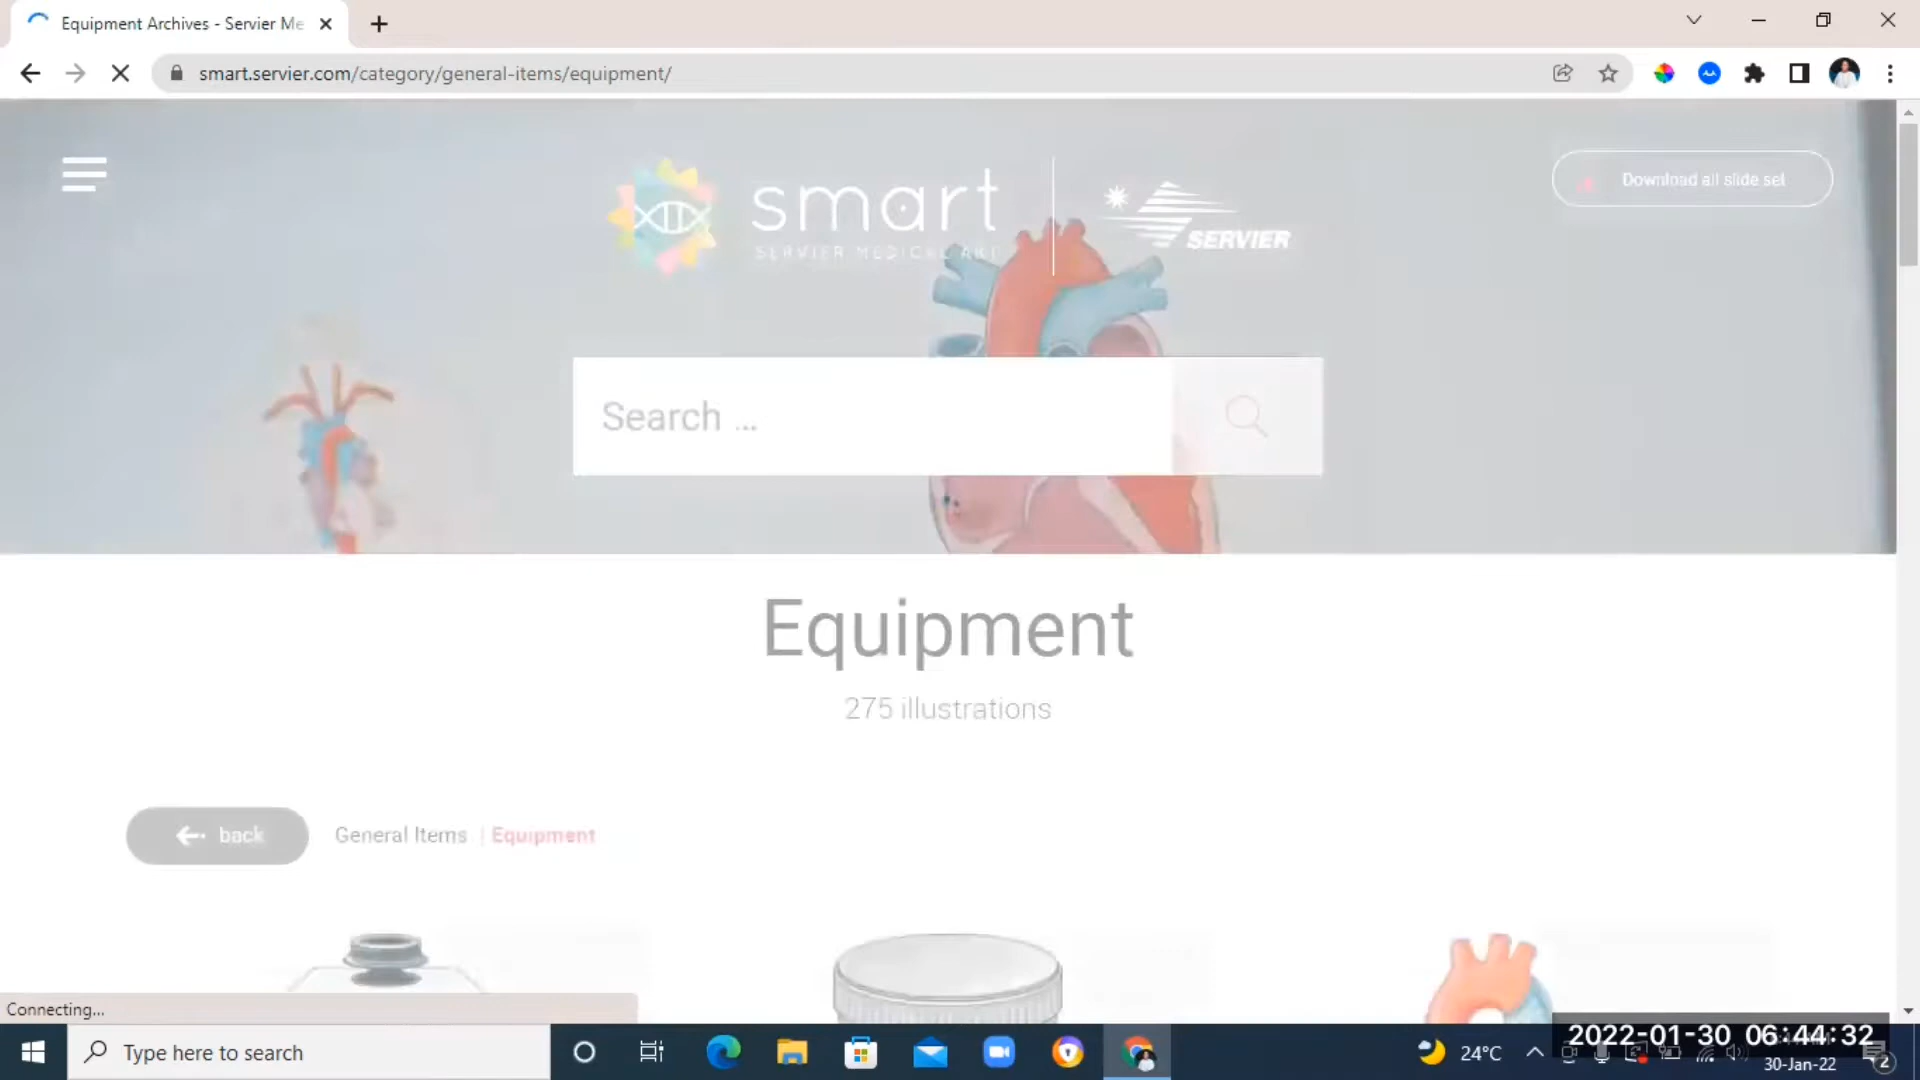 Equipment Archives - Servier Me
smart.servier.com/category/general-items/equipment/
smart
SERVIER MEDICAL ART
SERVIER
Download all slide set
Search ...
Equipment
275 illustrations
back
General Items | Equipment
Connecting...
Type here to search
24°C
2022-01-30 06:44:32
30-Jan-22
2